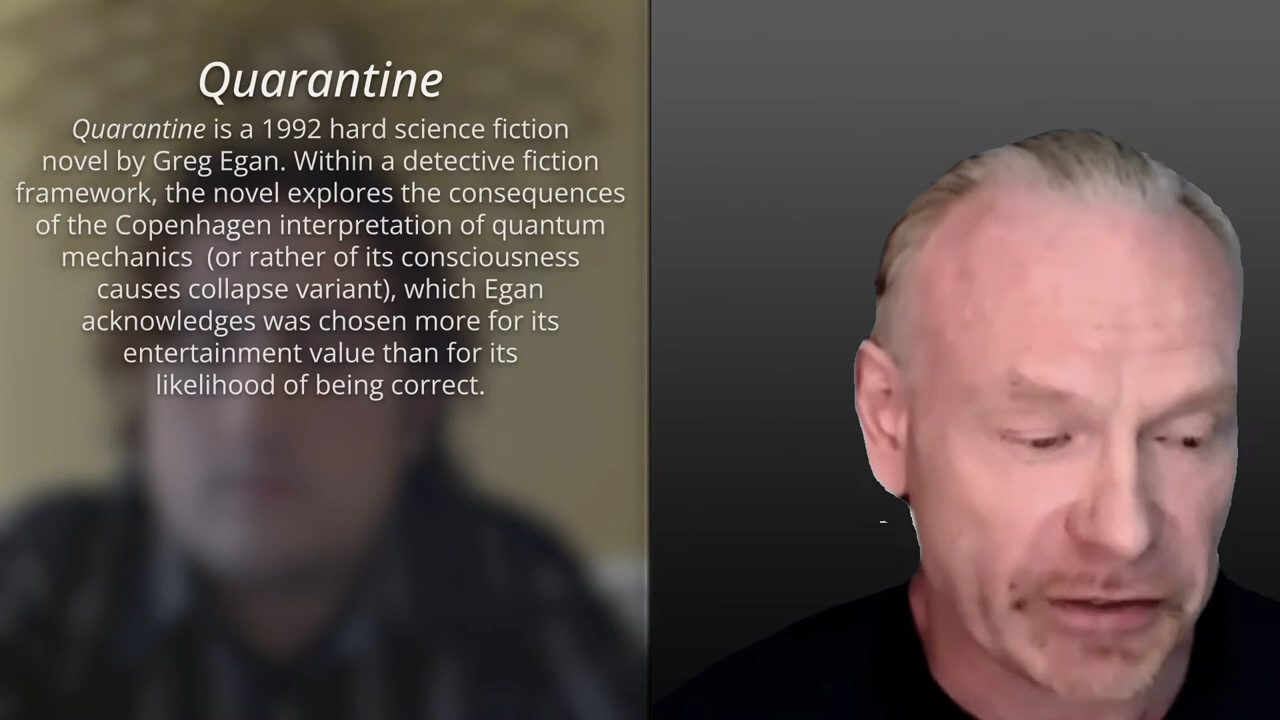 Quarantine
Quarantine is a 1992 hard science fiction
novel by Greg Egan. Within a detective fiction
framework, the novel explores the consequences
of the Copenhagen interpretation of quantum
mechanics (or rather of its consciousness
causes collapse variant), which Egan
acknowledges was chosen more for its
entertainment value than for its
likelihood of being correct.